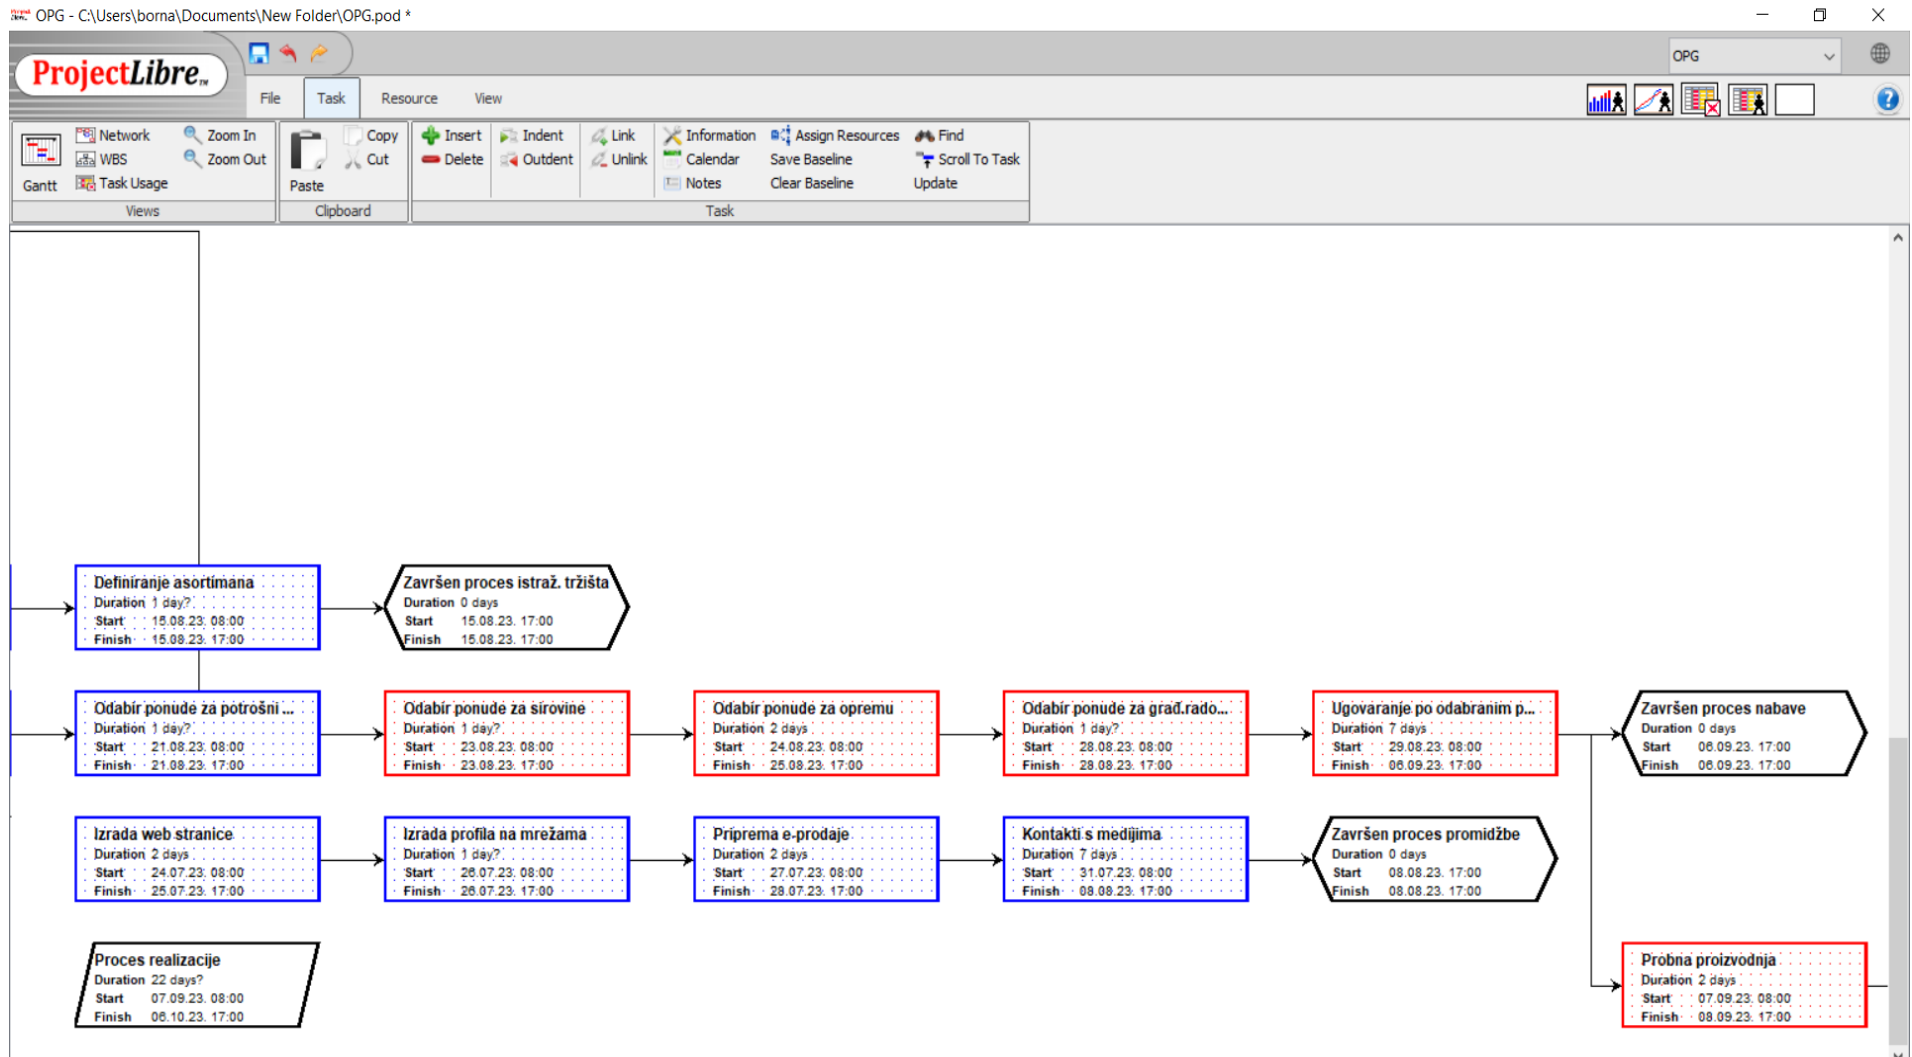 OPG - C:\Users\borna\Documents\New Folder\OPG.pod *
ProjectLibre™
OPG
File Task Resource View
Network Zoom In Copy Insert Indent Link Information Assign Resources Find
WBS Zoom Out Cut Delete Outdent Unlink Calendar Save Baseline Scroll To Task
Gantt Task Usage Paste Notes Clear Baseline Update
Views Clipboard Task
Definiranje asortimana
Duration 1 day?
Start 15.08.23. 08:00
Finish 15.08.23. 17:00
Završen proces istraž. tržišta
Duration 0 days
Start 15.08.23. 17:00
Finish 15.08.23. 17:00
Odabir ponude za potrošni ...
Duration 1 day?
Start 21.08.23. 08:00
Finish 21.08.23. 17:00
Odabir ponude za sirovine
Duration 1 day?
Start 23.08.23. 08:00
Finish 23.08.23. 17:00
Odabir ponude za opremu
Duration 2 days
Start 24.08.23. 08:00
Finish 25.08.23. 17:00
Odabir ponude za građ.rado...
Duration 1 day?
Start 28.08.23. 08:00
Finish 28.08.23. 17:00
Ugovaranje po odabranim p...
Duration 7 days
Start 29.08.23. 08:00
Finish 06.09.23. 17:00
Završen proces nabave
Duration 0 days
Start 06.09.23. 17:00
Finish 06.09.23. 17:00
Izrada web stranice
Duration 2 days
Start 24.07.23. 08:00
Finish 25.07.23. 17:00
Izrada profila na mrežama
Duration 1 day?
Start 26.07.23. 08:00
Finish 26.07.23. 17:00
Priprema e-prodaje
Duration 2 days
Start 27.07.23. 08:00
Finish 28.07.23. 17:00
Kontakti s medijima
Duration 7 days
Start 31.07.23. 08:00
Finish 08.08.23. 17:00
Završen proces promidžbe
Duration 0 days
Start 08.08.23. 17:00
Finish 08.08.23. 17:00
Proces realizacije
Duration 22 days?
Start 07.09.23. 08:00
Finish 06.10.23. 17:00
Probna proizvodnja
Duration 2 days
Start 07.09.23. 08:00
Finish 08.09.23. 17:00